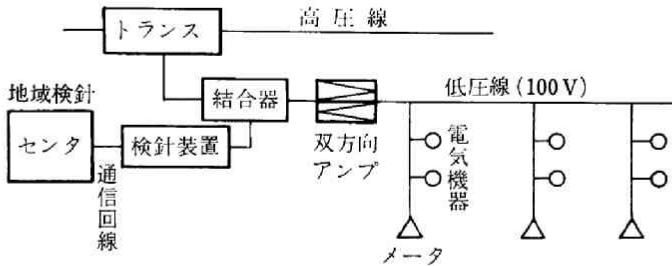 トランス
高圧線
結合器
低圧線(100V)
地域検針
センタ
検針装置
通信回線
双方向
アンプ
電気機器
メータ